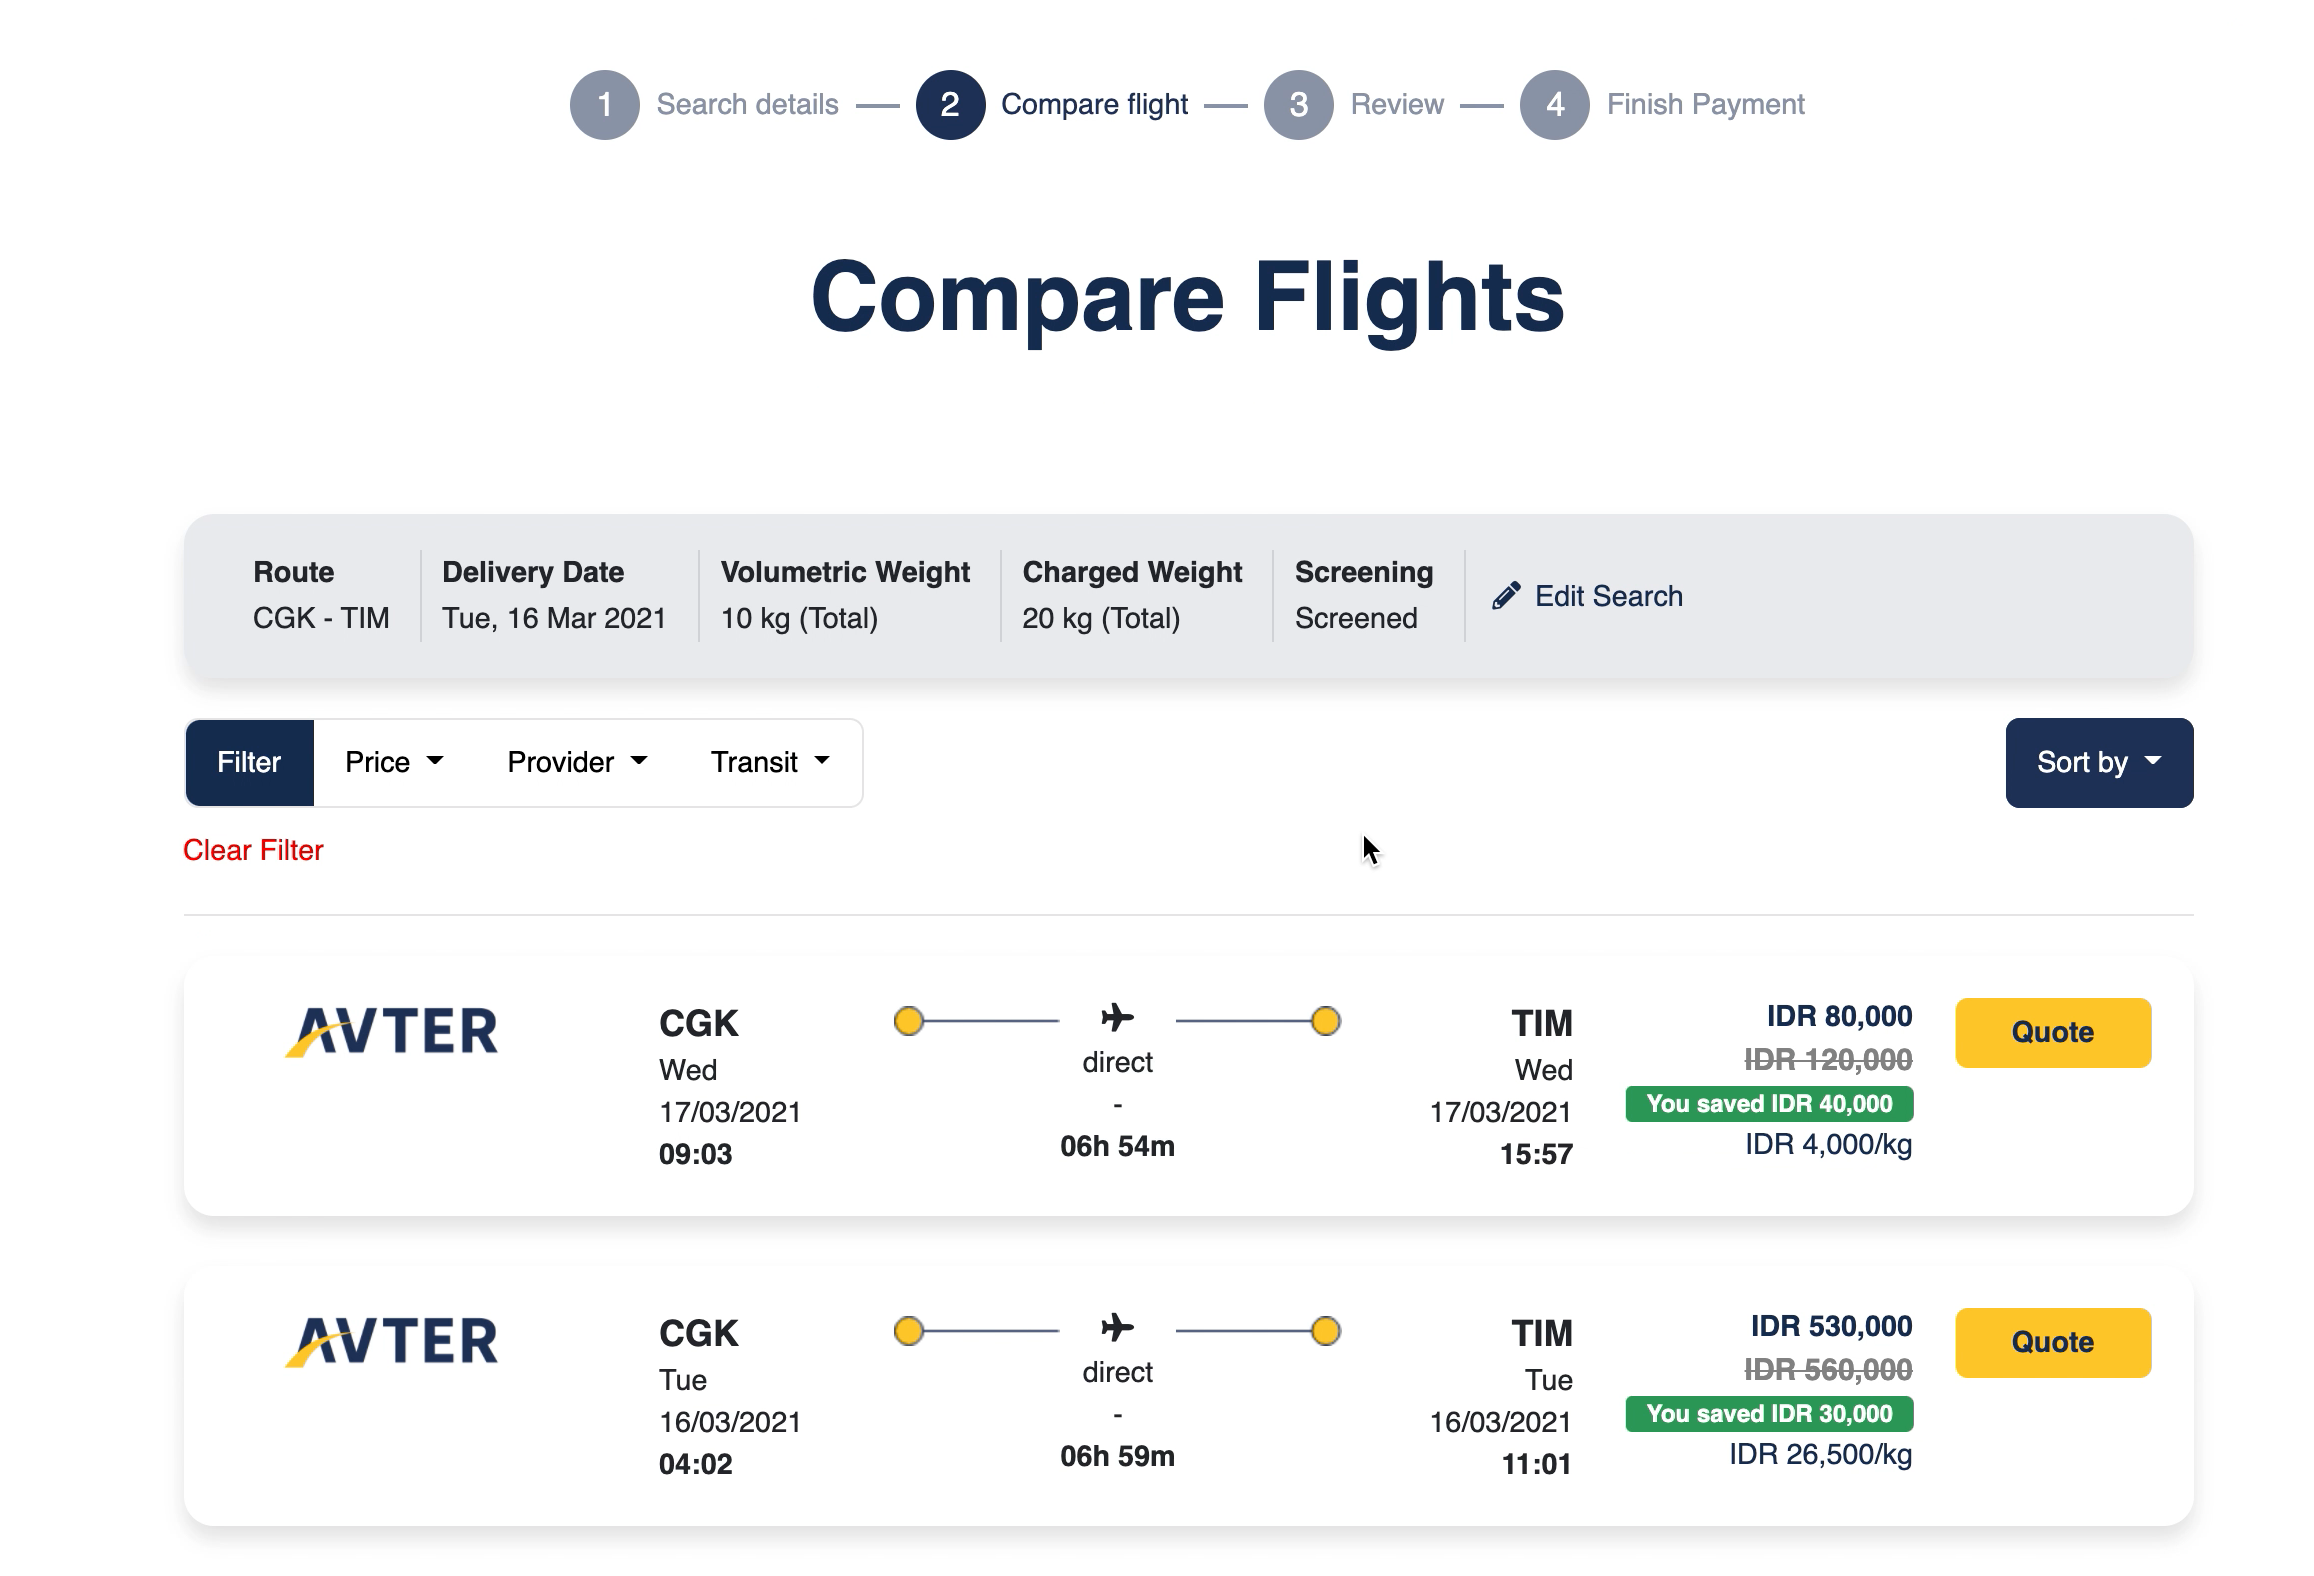 1 Search details 2 Compare flight 3 Review 4 Finish Payment
Compare Flights
Route Delivery Date Volumetric Weight Charged Weight Screening
CGK - TIM Tue, 16 Mar 2021 10 kg (Total) 20 kg (Total) Screened
Edit Search
Filter Price Provider Transit Sort by
Clear Filter
AVTER
CGK
Wed
17/03/2021
09:03
direct
-
06h 54m
TIM
Wed
17/03/2021
15:57
IDR 80,000
IDR 120,000
You saved IDR 40,000
IDR 4,000/kg
Quote
AVTER
CGK
Tue
16/03/2021
04:02
direct
-
06h 59m
TIM
Tue
16/03/2021
11:01
IDR 530,000
IDR 560,000
You saved IDR 30,000
IDR 26,500/kg
Quote